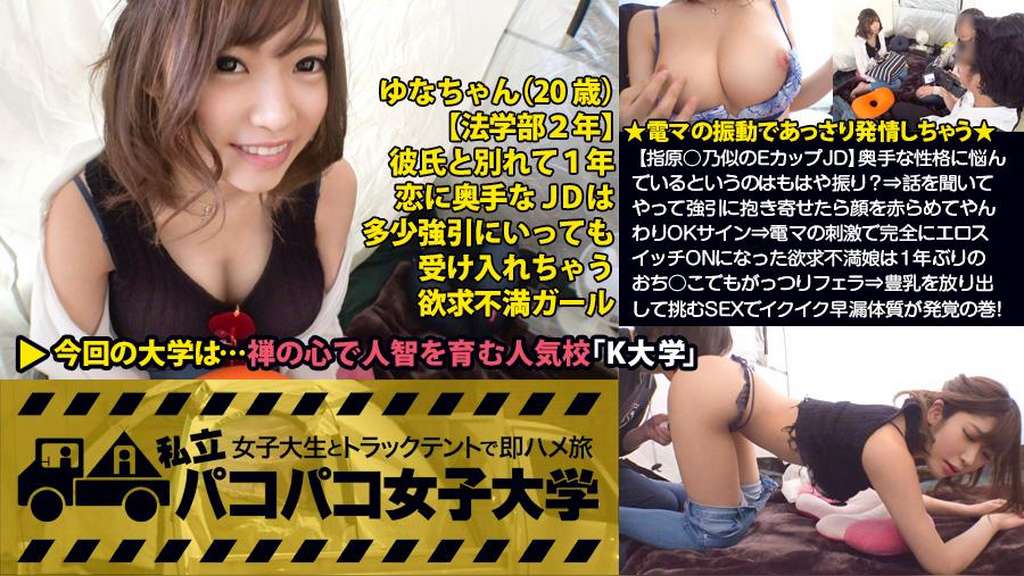 ゆなちゃん(20歳)
【法学部2年】
彼氏と別れて1年
恋に奥手なJDは
多少強引にいっても
受け入れちゃう
欲求不満ガール
▶今回の大学は…禅の心で人智を育む人気校「K大学」
私立 女子大生とトラックテントで即ハメ旅
パコパコ女子大学
★電マの振動であっさり発情しちゃう★
【指原○乃似のEカップJD】奥手な性格に悩ん
でいるというのはもはや振り?⇒話を聞いて
やって強引に抱き寄せたら顔を赤らめてやん
わりOKサイン⇒電マの刺激で完全にエロス
イッチONになった欲求不満娘は1年ぶりの
おち○こでもがっつりフェラ⇒豊乳を放り出
して挑むSEXでイクイク早漏体質が発覚の巻!